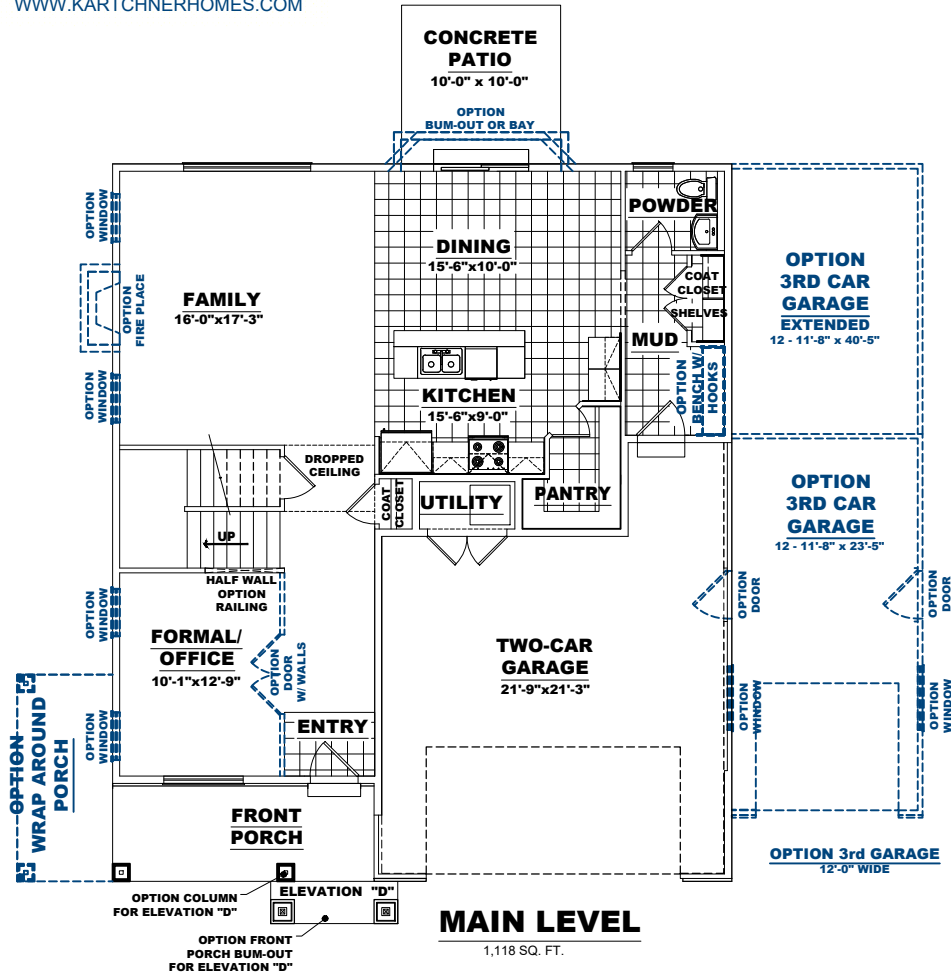 WWW.KARTCHNERHOMES.COM
CONCRETE
PATIO
10'-0" x 10'-0"
OPTION
BUM-OUT OR BAY
OPTION
WINDOW
OPTION
FIRE PLACE
OPTION
WINDOW
FAMILY
16'-0"x17'-3"
DINING
15'-6"x10'-0"
POWDER
COAT
CLOSET
SHELVES
MUD
OPTION
BENCH W/
HOOKS
KITCHEN
15'-6"x9'-0"
OPTION
3RD CAR
GARAGE
EXTENDED
12 - 11'-8" x 40'-5"
DROPPED
CEILING
COAT
CLOSET
UTILITY
PANTRY
OPTION
3RD CAR
GARAGE
12 - 11'-8" x 23'-5"
UP
HALF WALL
OPTION
RAILING
OPTION
WINDOW
FORMAL/
OFFICE
10'-1"x12'-9"
OPTION
DOOR
W/ WALLS
OPTION
WINDOW
ENTRY
TWO-CAR
GARAGE
21'-9"x21'-3"
OPTION
DOOR
OPTION
DOOR
OPTION
WINDOW
OPTION
WINDOW
OPTION
WRAP AROUND
PORCH
FRONT
PORCH
OPTION 3rd GARAGE
12'-0" WIDE
OPTION COLUMN
FOR ELEVATION "D"
ELEVATION "D"
OPTION FRONT
PORCH BUM-OUT
FOR ELEVATION "D"
MAIN LEVEL
1,118 SQ. FT.